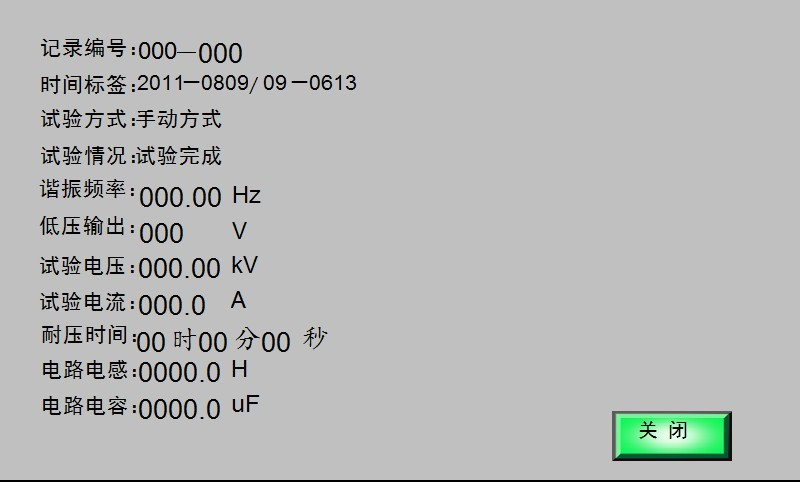 记录编号:000—000
时间标签:2011—0809/09—0613
试验方式:手动方式
试验情况:试验完成
谐振频率:000.00 Hz
低压输出:000 V
试验电压:000.00 kV
试验电流:000.0 A
耐压时间:00 时00 分00 秒
电路电感:0000.0 H
电路电容:0000.0 uF
关 闭